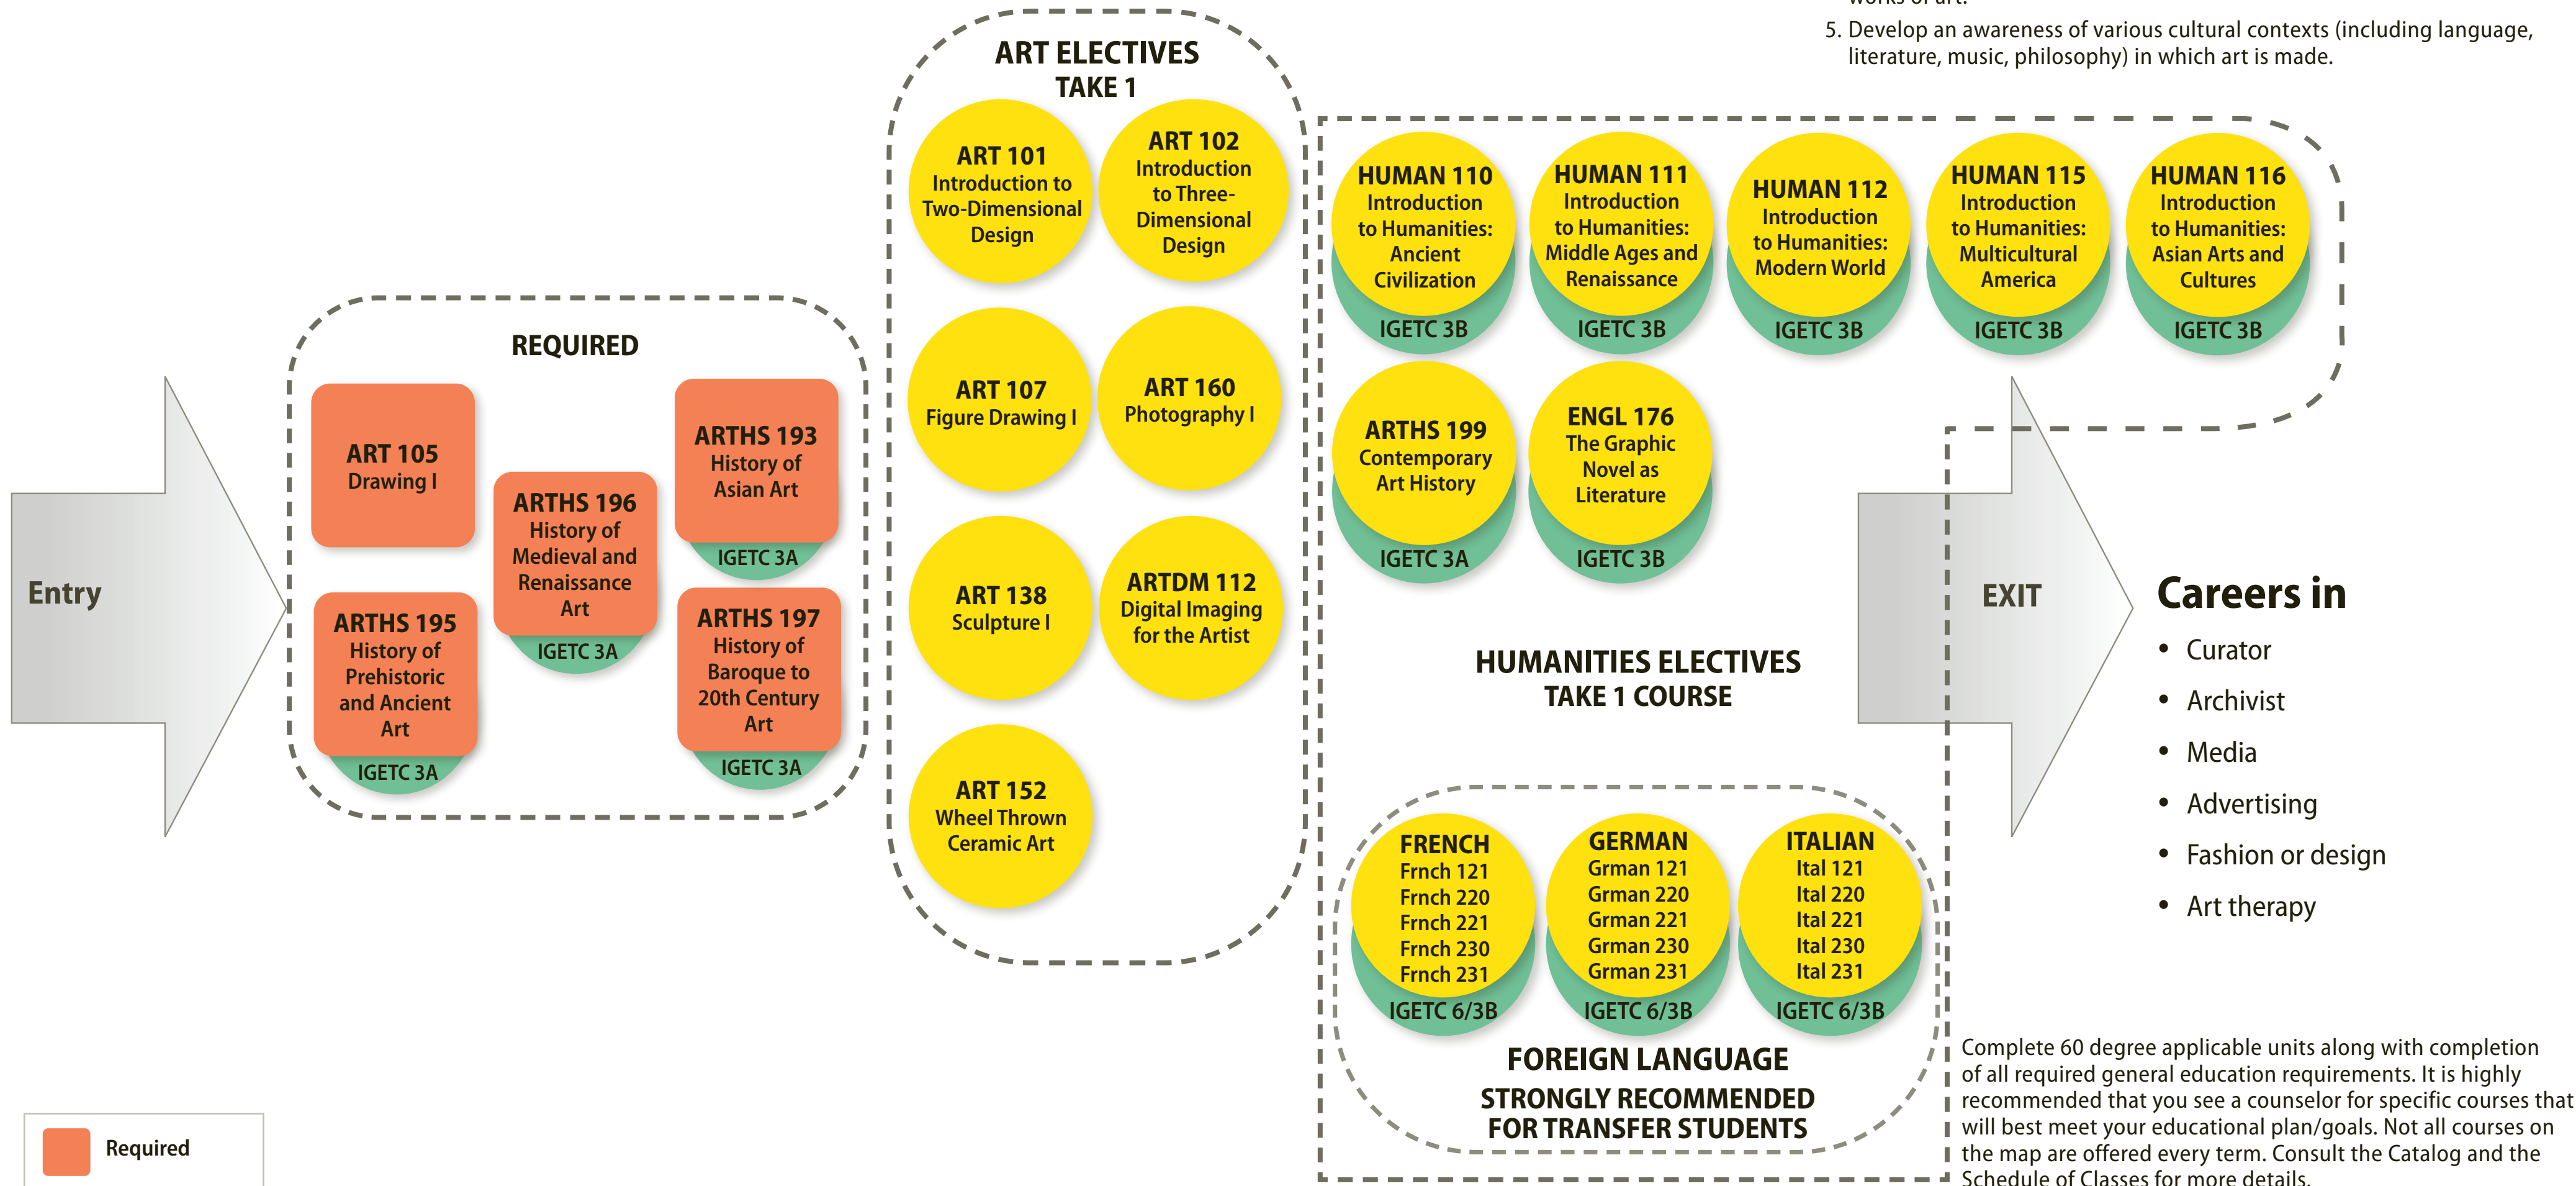 works of art.
5. Develop an awareness of various cultural contexts (including language,
literature, music, philosophy) in which art is made.
Entry
REQUIRED
ART 105
Drawing I
ARTHS 193
History of
Asian Art
IGETC 3A
ARTHS 196
History of
Medieval and
Renaissance
Art
IGETC 3A
ARTHS 195
History of
Prehistoric
and Ancient
Art
IGETC 3A
ARTHS 197
History of
Baroque to
20th Century
Art
IGETC 3A
ART ELECTIVES
TAKE 1
ART 101
Introduction to
Two-Dimensional
Design
ART 102
Introduction
to Three-
Dimensional
Design
ART 107
Figure Drawing I
ART 160
Photography I
ART 138
Sculpture I
ARTDM 112
Digital Imaging
for the Artist
ART 152
Wheel Thrown
Ceramic Art
HUMAN 110
Introduction
to Humanities:
Ancient
Civilization
IGETC 3B
HUMAN 111
Introduction
to Humanities:
Middle Ages and
Renaissance
IGETC 3B
HUMAN 112
Introduction
to Humanities:
Modern World
IGETC 3B
HUMAN 115
Introduction
to Humanities:
Multicultural
America
IGETC 3B
HUMAN 116
Introduction
to Humanities:
Asian Arts and
Cultures
IGETC 3B
ARTHS 199
Contemporary
Art History
IGETC 3A
ENGL 176
The Graphic
Novel as
Literature
IGETC 3B
HUMANITIES ELECTIVES
TAKE 1 COURSE
FRENCH
Frnch 121
Frnch 220
Frnch 221
Frnch 230
Frnch 231
IGETC 6/3B
GERMAN
Grman 121
Grman 220
Grman 221
Grman 230
Grman 231
IGETC 6/3B
ITALIAN
Ital 121
Ital 220
Ital 221
Ital 230
Ital 231
IGETC 6/3B
FOREIGN LANGUAGE
STRONGLY RECOMMENDED
FOR TRANSFER STUDENTS
EXIT
Careers in
• Curator
• Archivist
• Media
• Advertising
• Fashion or design
• Art therapy
Complete 60 degree applicable units along with completion
of all required general education requirements. It is highly
recommended that you see a counselor for specific courses that
will best meet your educational plan/goals. Not all courses on
the map are offered every term. Consult the Catalog and the
Schedule of Classes for more details.
Required